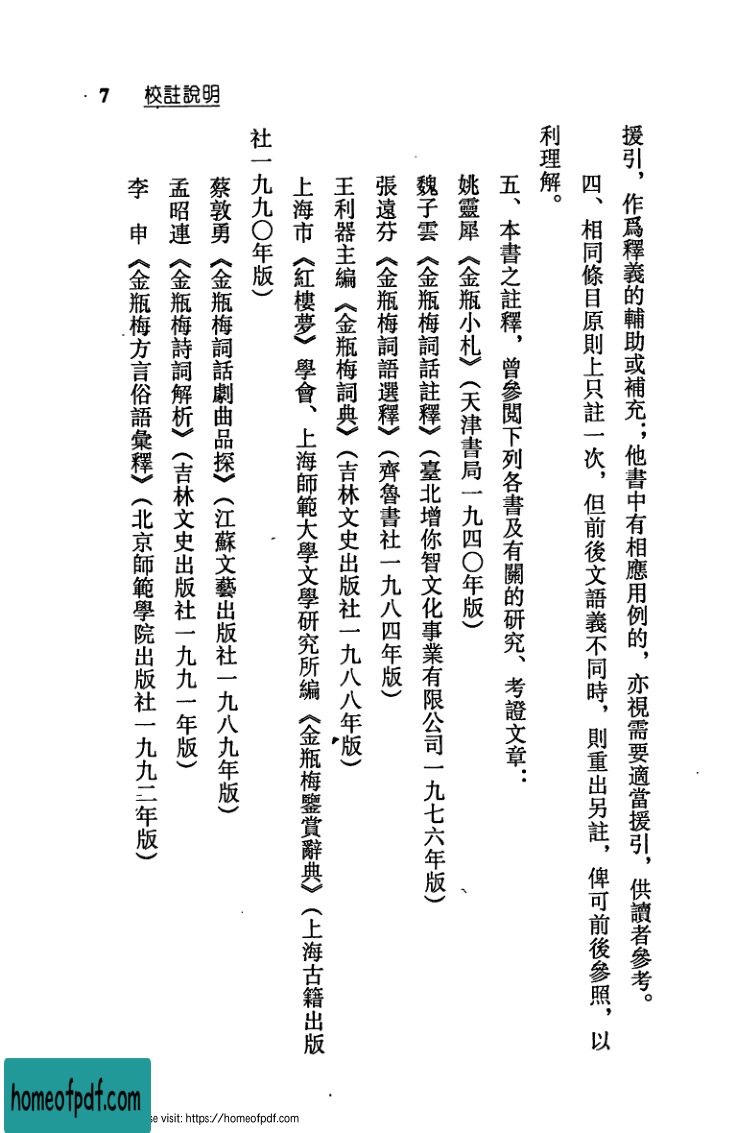 7 校註說明
援引，作爲釋義的輔助或補充；他書中有相應用例的，亦視需要適當援引，供讀者參考。
四、相同條目原則上只註一次，但前後文語義不同時，則重出另註，俾可前後參照，以
利理解。
五、本書之註釋，曾參閱下列各書及有關的研究、考證文章：
姚靈犀《金瓶小札》（天津書局一九四〇年版）
魏子雲《金瓶梅詞話註釋》（臺北增你智文化事業有限公司一九七六年版）
張遠芬《金瓶梅詞語選釋》（齊魯書社一九八四年版）
王利器主編《金瓶梅詞典》（吉林文史出版社一九八八年版）
上海市《紅樓夢》學會、上海師範大學文學研究所編《金瓶梅鑒賞辭典》（上海古籍出版
社一九九〇年版）
蔡敦勇《金瓶梅詞話劇曲品探》（江蘇文藝出版社一九八九年版）
孟昭連《金瓶梅詩詞解析》（吉林文史出版社一九九一年版）
李　申《金瓶梅方言俗語彙釋》（北京師範學院出版社一九九二年版）
homeofpdf.com
se visit: https://homeofpdf.com